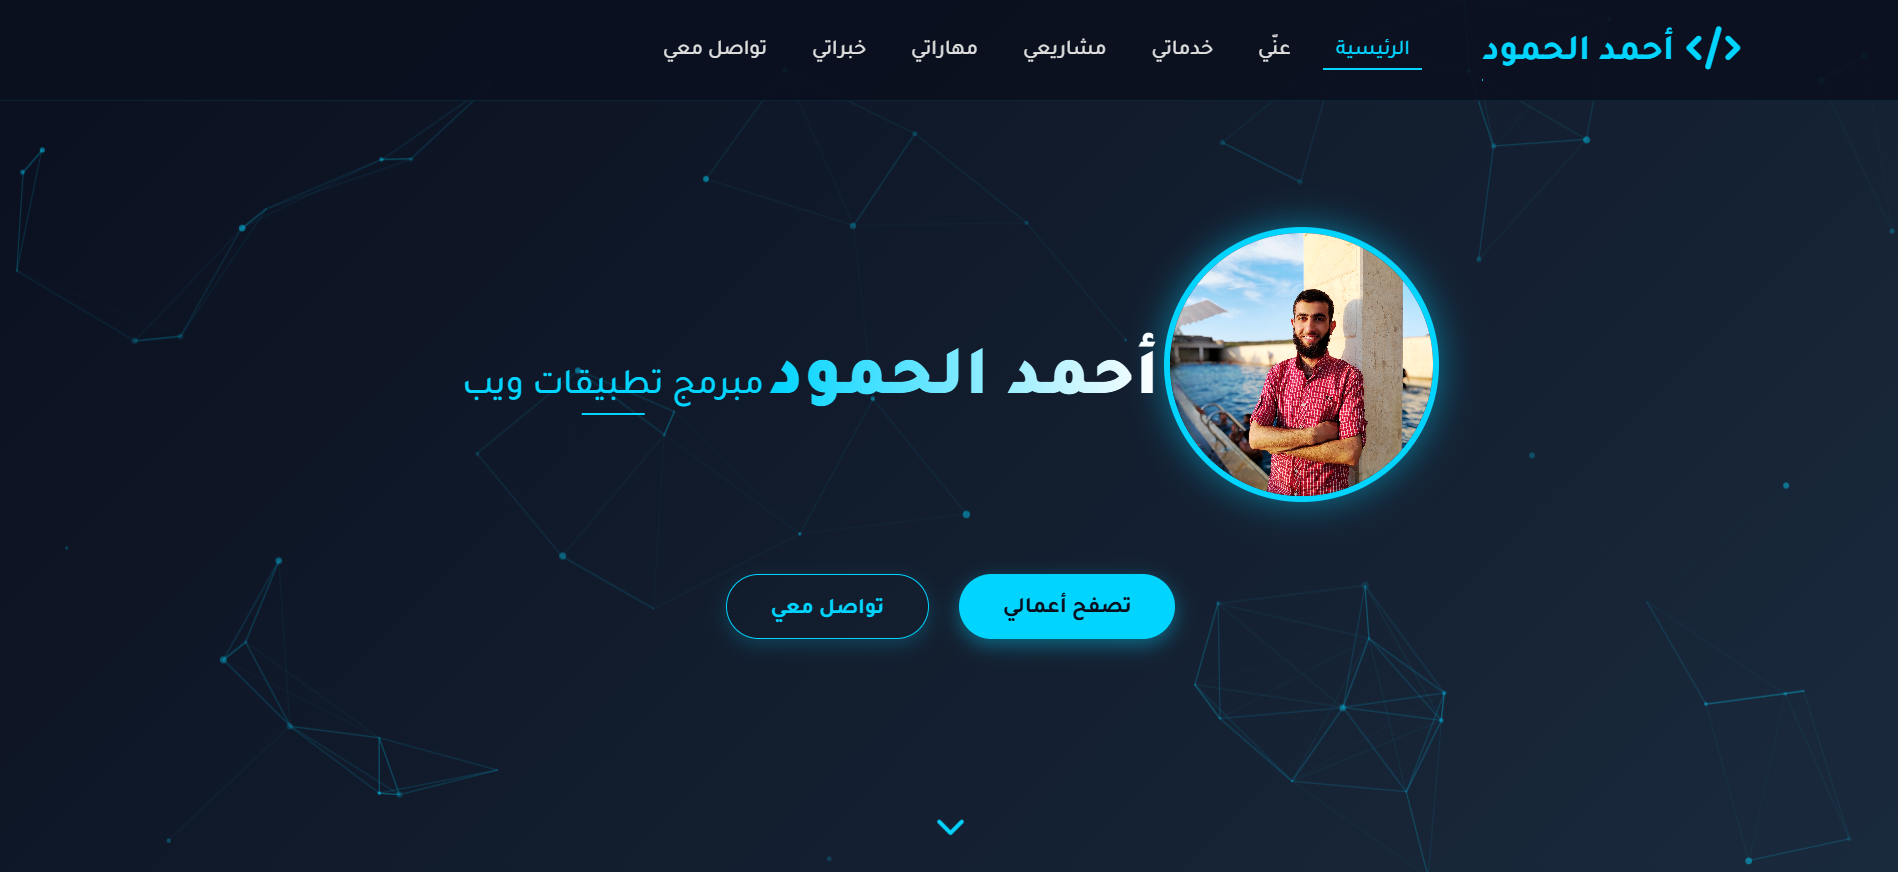 </> أحمد الحمود
الرئيسية عنّي خدماتي مشاريعي مهاراتي خبراتي تواصل معي
أحمد الحمود مبرمج تطبيقات ويب
تصفح أعمالي تواصل معي